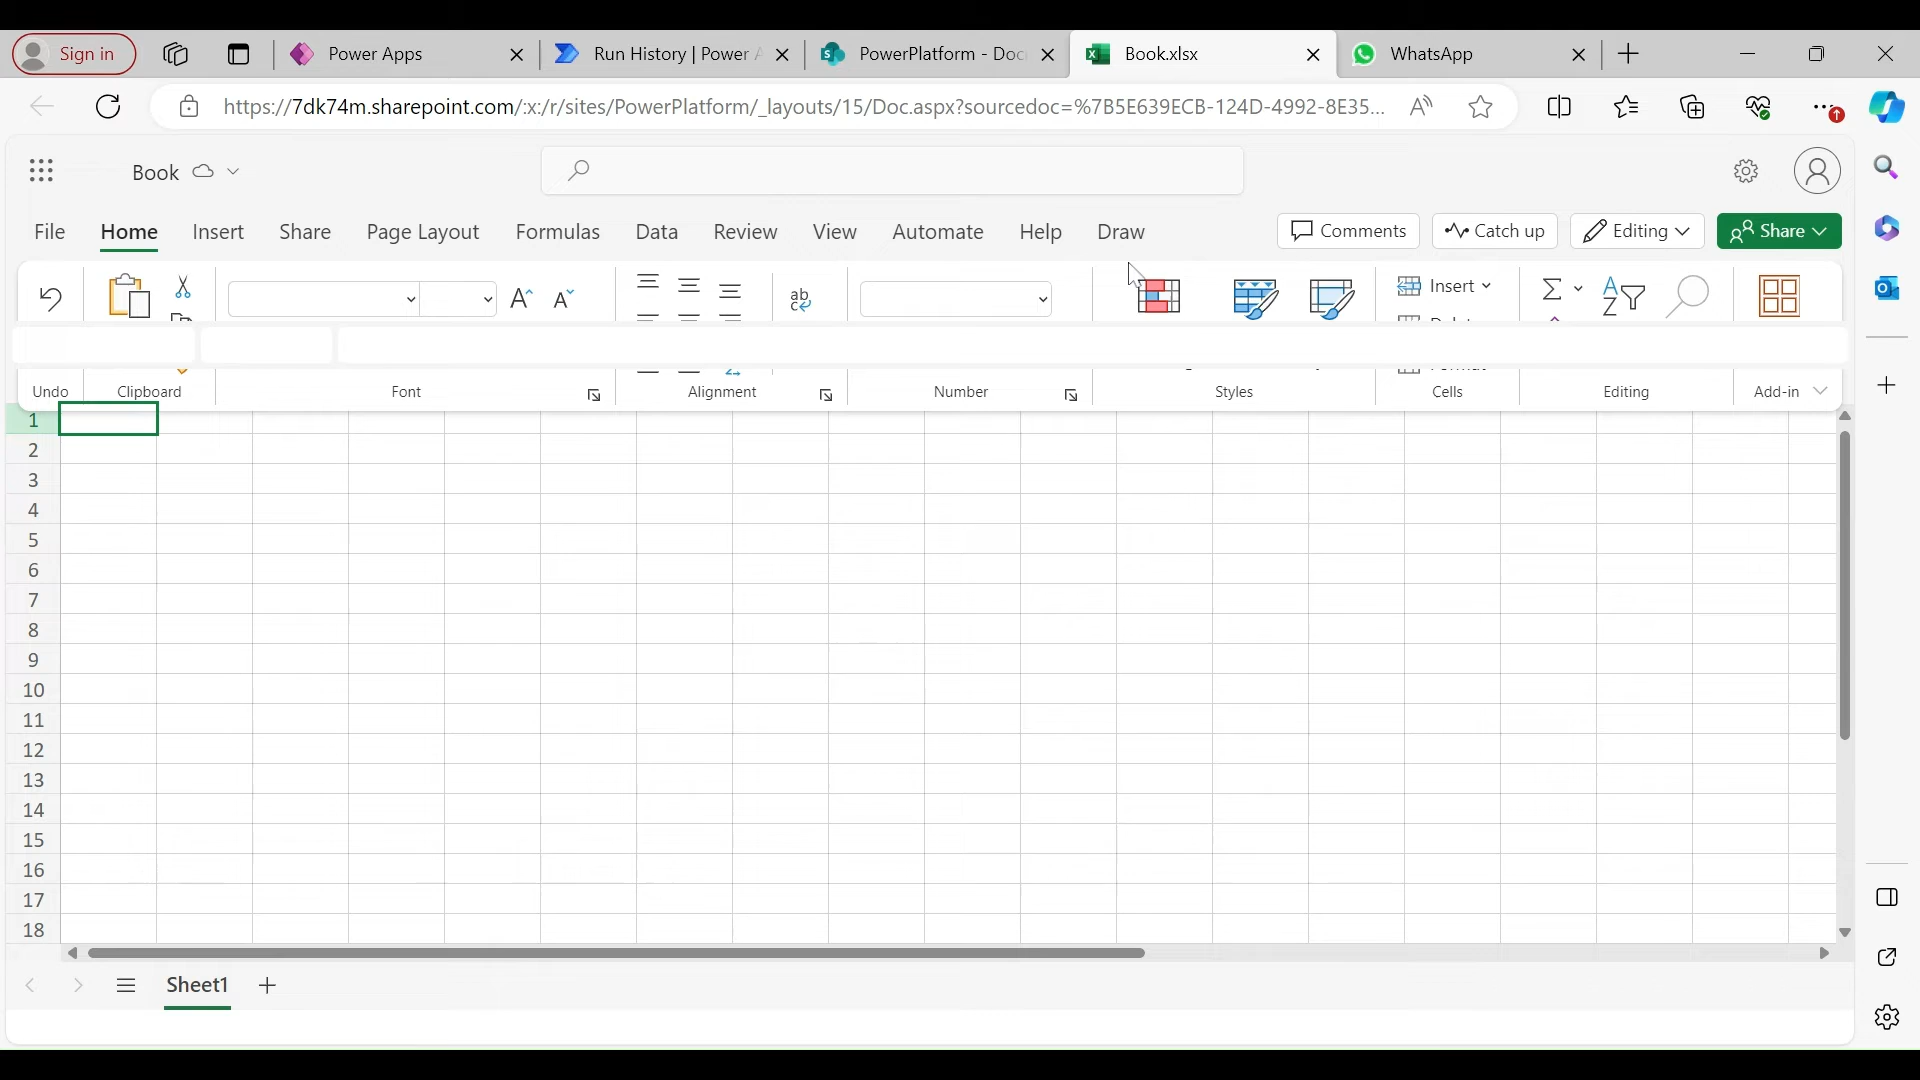 Sign in
Power Apps
Run History | Power A
PowerPlatform - Doc
Book.xlsx
WhatsApp
https://7dk74m.sharepoint.com/:x:/r/sites/PowerPlatform/_layouts/15/Doc.aspx?sourcedoc=%7B5E639ECB-124D-4992-8E35...
Book
File Home Insert Share Page Layout Formulas Data Review View Automate Help Draw
Comments Catch up Editing Share
Insert
Undo Clipboard Font Alignment Number Styles Cells Editing Add-in
1
2
3
4
5
6
7
8
9
10
11
12
13
14
15
16
17
18
Sheet1